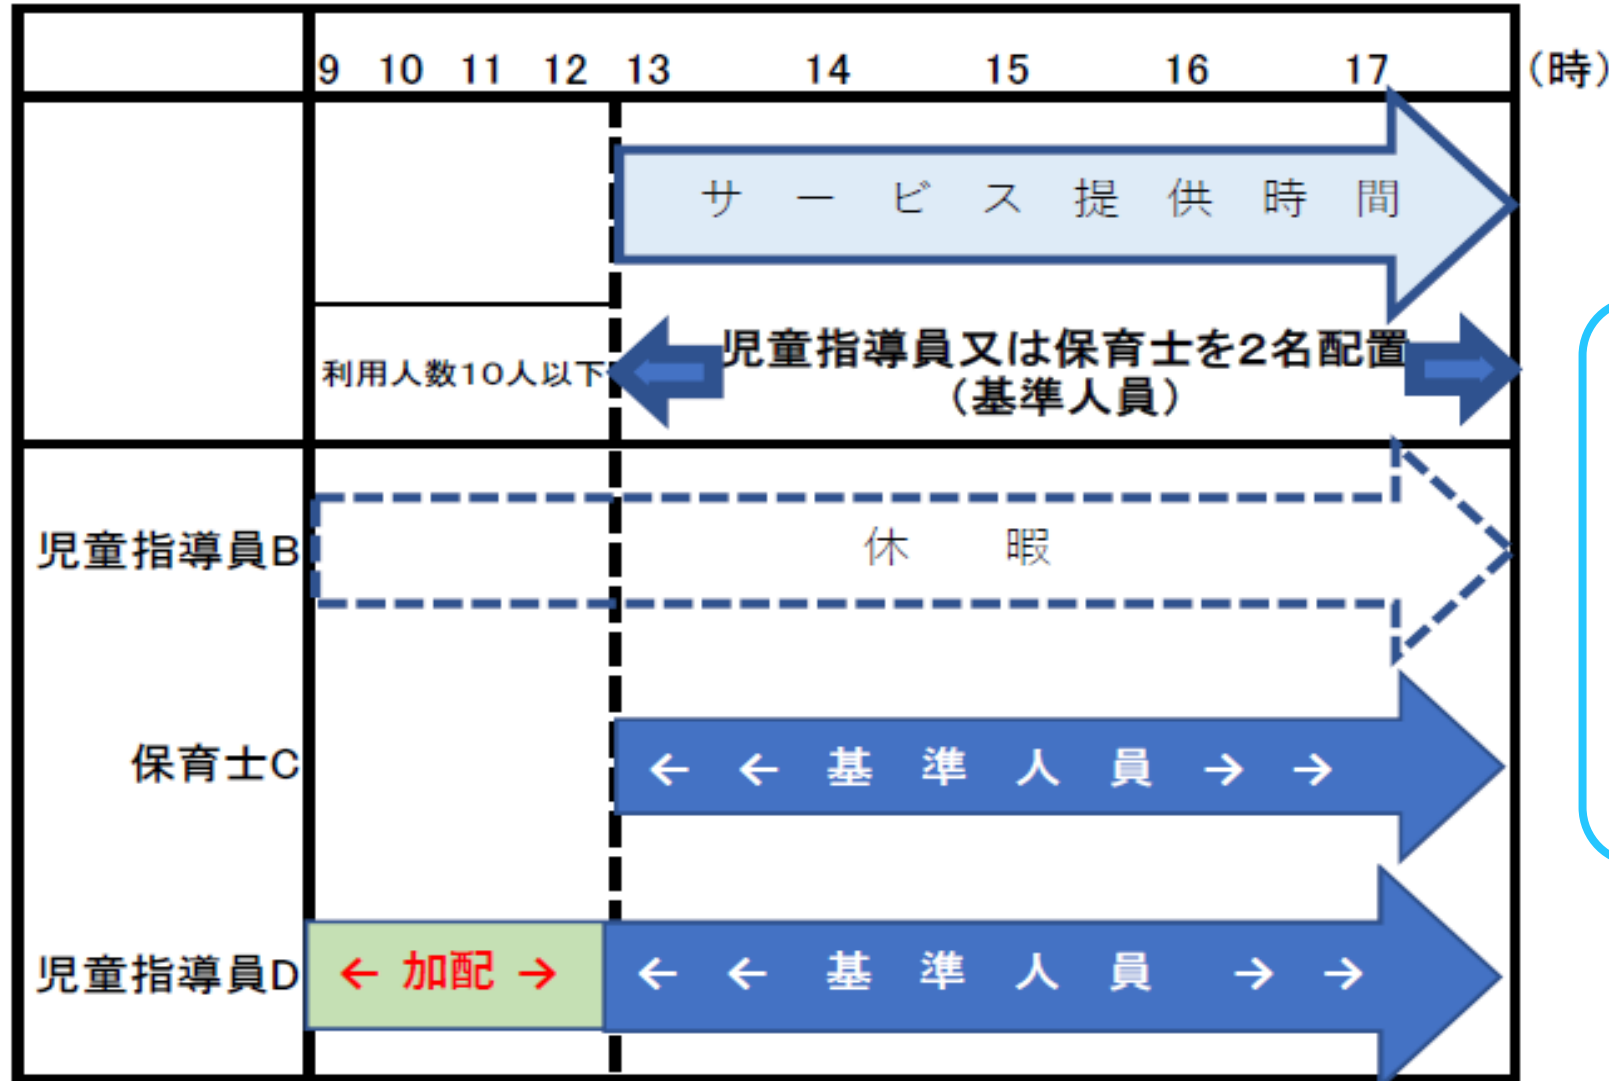 9 10 11 12 13 14 15 16 17 (時)
サービス提供時間
利用人数10人以下
児童指導員又は保育士を2名配置
(基準人員)
児童指導員B
休暇
保育士C
← ← 基準人員 → →
児童指導員D
← 加配 →
← ← 基準人員 → →